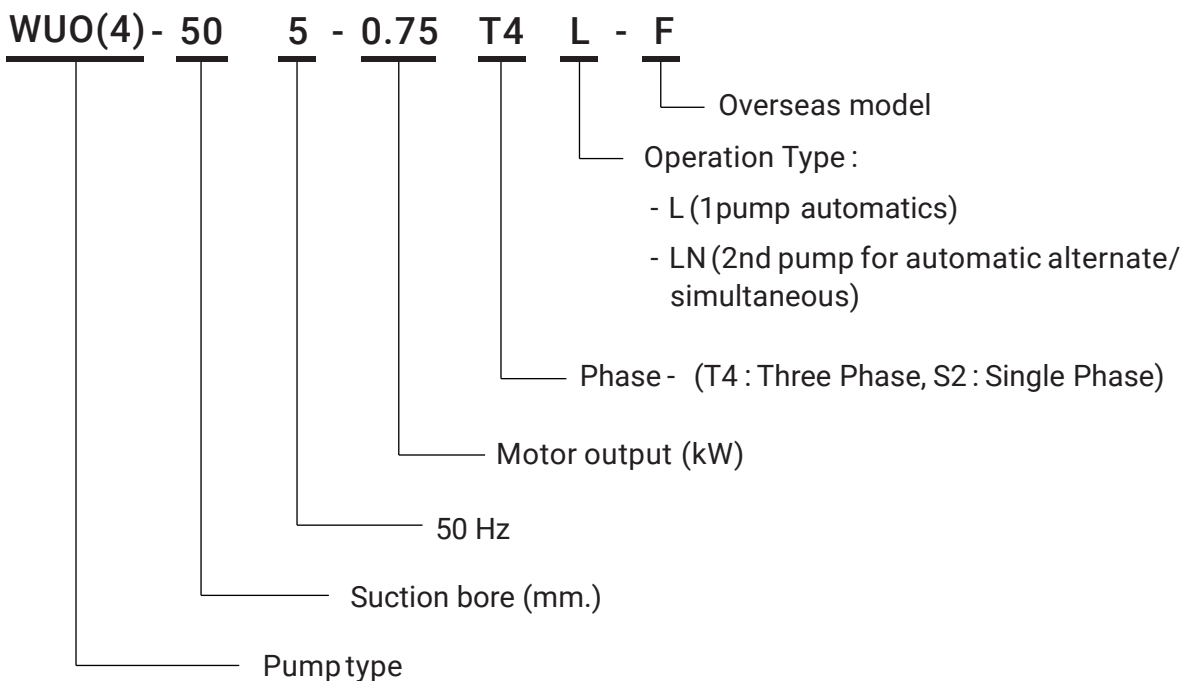 WUO(4) - 50 5 - 0.75 T4 L - F
Overseas model
Operation Type :
- L (1pump automatics)
- LN (2nd pump for automatic alternate/
simultaneous)
Phase - (T4 : Three Phase, S2 : Single Phase)
Motor output (kW)
50 Hz
Suction bore (mm.)
Pump type